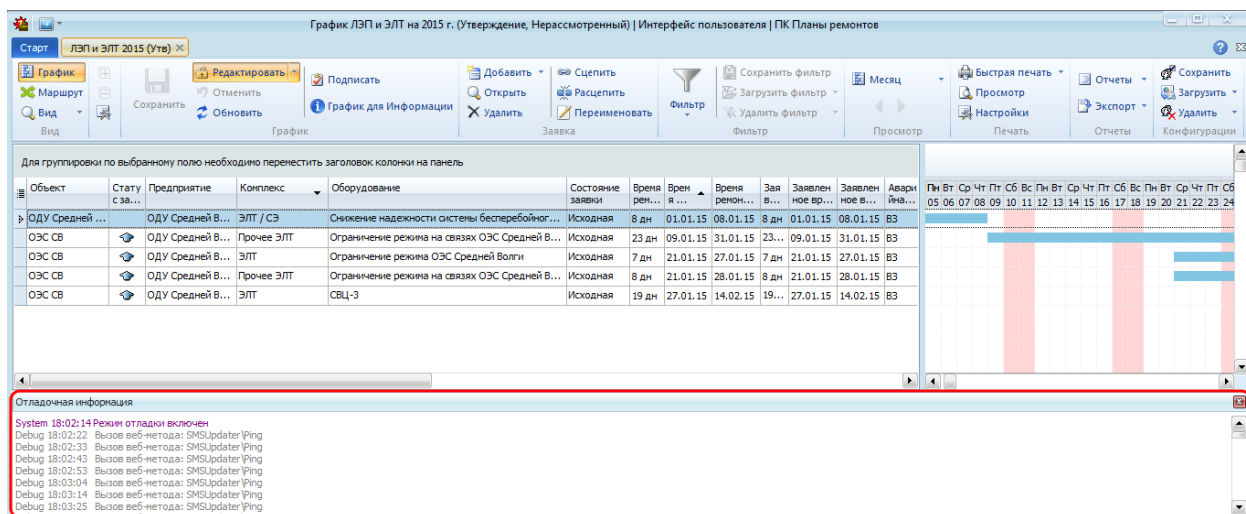 График ЛЭП и ЭЛТ на 2015 г. (Утверждение, Нерассмотренный) | Интерфейс пользователя | ПК Планы ремонтов
Старт ЛЭП и ЭЛТ 2015 (Утв)
График Редактировать Подписать Добавить Сцепить Сохранить фильтр Месяц Быстрая печать Отчеты Сохранить
Маршрут Сохранить Отменить Открыть Расцепить Фильтр Загрузить фильтр Просмотр Загрузить
Вид Обновить График для Информации Удалить Переименовать Удалить фильтр Настройки Экспорт Удалить
Вид График Заявка Фильтр Просмотр Печать Отчеты Конфигурации
Для группировки по выбранному полю необходимо переместить заголовок колонки на панель
Объект Стату с за... Предприятие Комплекс Оборудование Состояние заявки Время рем... Врем я ... Время ремон... Зая в... Заявлен ное вр... Заявлен ное в... Авари йна...
Пн Вт Ср Чт Пт Сб Вс Пн Вт Ср Чт Пт Сб Вс Пн Вт Ср Чт Пт Сб
05 06 07 08 09 10 11 12 13 14 15 16 17 18 19 20 21 22 23 24
ОДУ Средней ... ОДУ Средней В... ЭЛТ / СЭ Снижение надежности системы бесперебойног... Исходная 8 дн 01.01.15 08.01.15 8 дн 01.01.15 08.01.15 ВЗ
ОЭС СВ ОДУ Средней В... Прочее ЭЛТ Ограничение режима на связях ОЭС Средней В... Исходная 23 дн 09.01.15 31.01.15 23... 09.01.15 31.01.15 ВЗ
ОЭС СВ ОДУ Средней В... ЭЛТ Ограничение режима ОЭС Средней Волги Исходная 7 дн 21.01.15 27.01.15 7 дн 21.01.15 27.01.15 ВЗ
ОЭС СВ ОДУ Средней В... Прочее ЭЛТ Ограничение режима на связях ОЭС Средней В... Исходная 8 дн 21.01.15 28.01.15 8 дн 21.01.15 28.01.15 ВЗ
ОЭС СВ ОДУ Средней В... ЭЛТ СВЦ-3 Исходная 19 дн 27.01.15 14.02.15 19... 27.01.15 14.02.15 ВЗ
Отладочная информация
System 18:02:14 Режим отладки включен
Debug 18:02:22 Вызов веб-метода: SMSUpdater\Ping
Debug 18:02:33 Вызов веб-метода: SMSUpdater\Ping
Debug 18:02:43 Вызов веб-метода: SMSUpdater\Ping
Debug 18:02:53 Вызов веб-метода: SMSUpdater\Ping
Debug 18:03:04 Вызов веб-метода: SMSUpdater\Ping
Debug 18:03:14 Вызов веб-метода: SMSUpdater\Ping
Debug 18:03:25 Вызов веб-метода: SMSUpdater\Ping